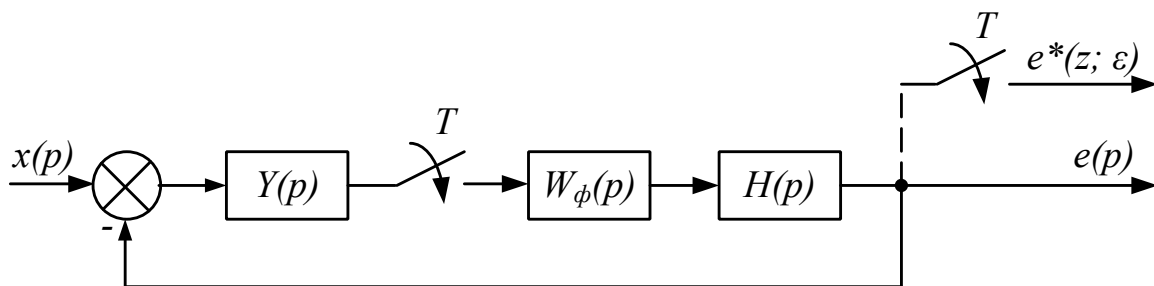 T
e*(z; ε)
x(p)
Y(p)
T
W_ф(p)
H(p)
e(p)
-